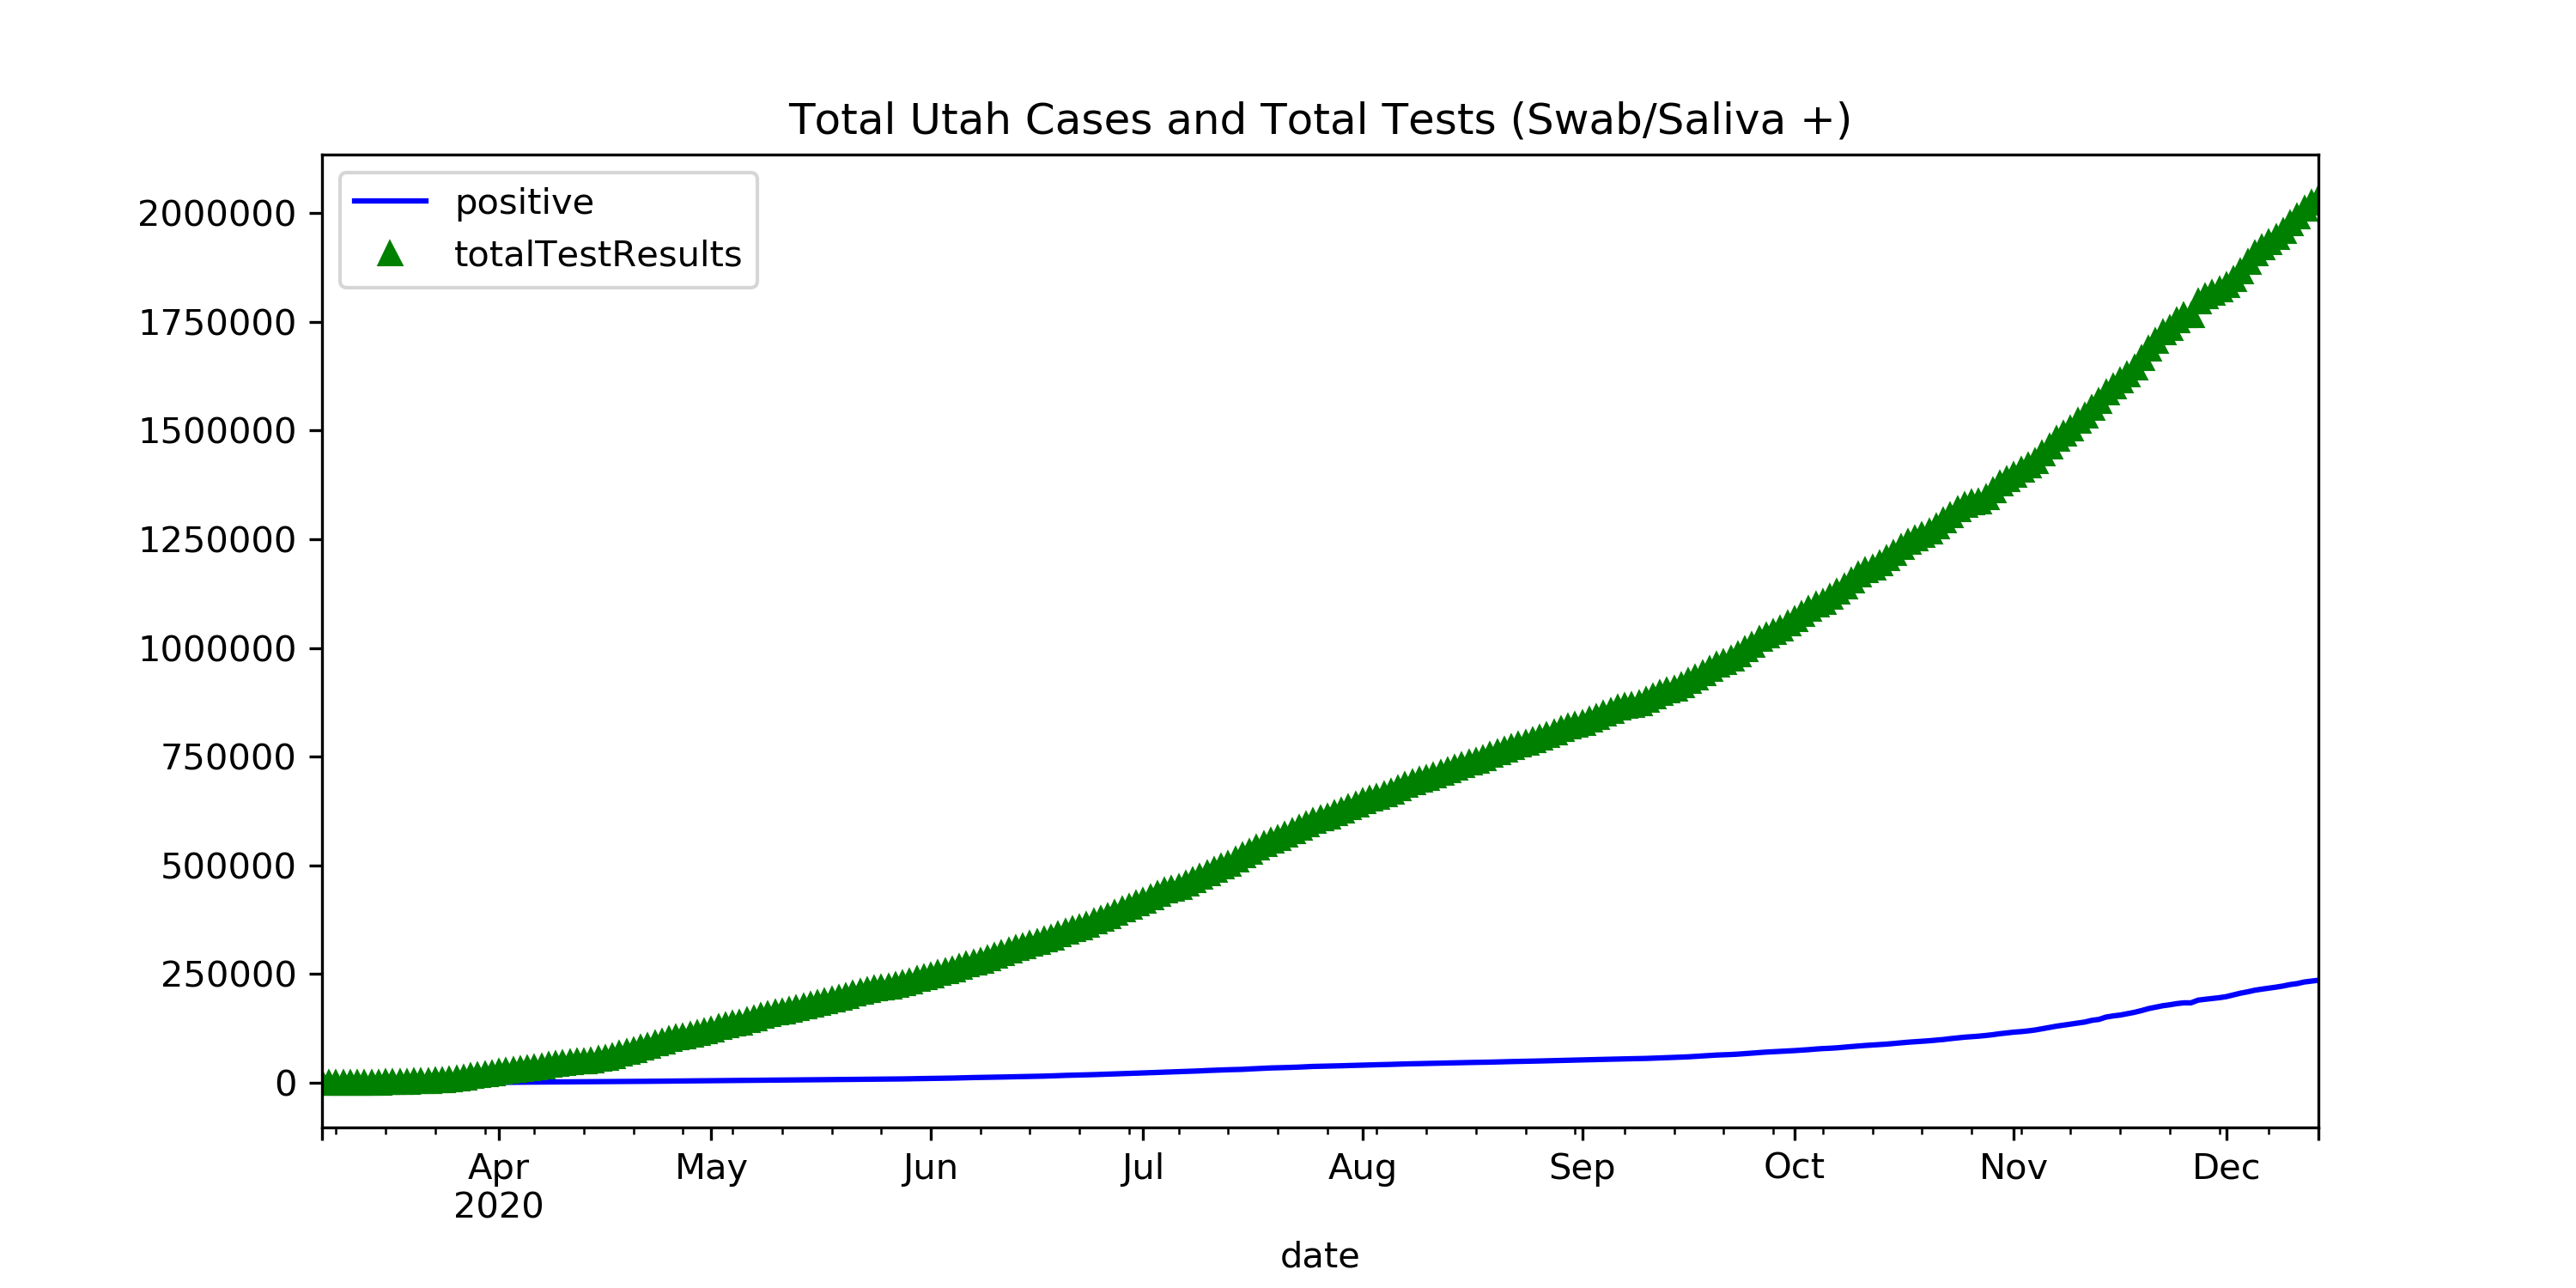 Total Utah Cases and Total Tests (Swab/Saliva +)
positive
totalTestResults
2000000
1750000
1500000
1250000
1000000
750000
500000
250000
0
Apr May Jun Jul Aug Sep Oct Nov Dec
2020
date